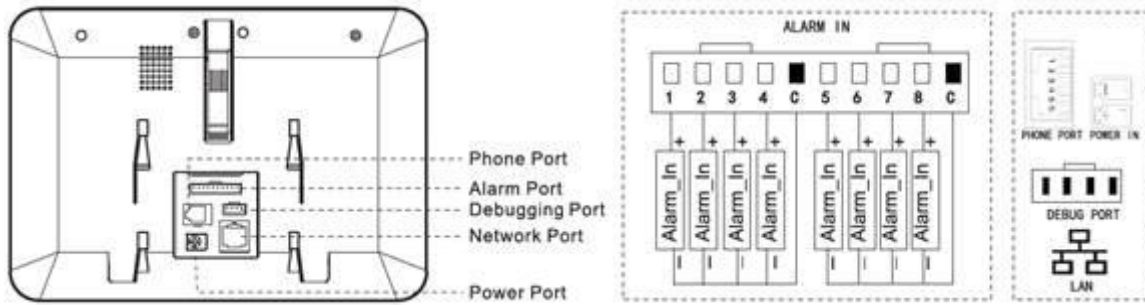 Phone Port
Alarm Port
Debugging Port
Network Port
Power Port
ALARM IN
1 2 3 4 C 5 6 7 8 C
+ + + + + + + +
Alarm_In Alarm_In Alarm_In Alarm_In Alarm_In Alarm_In Alarm_In Alarm_In
PHONE PORT POWER IN
DEBUG PORT
LAN